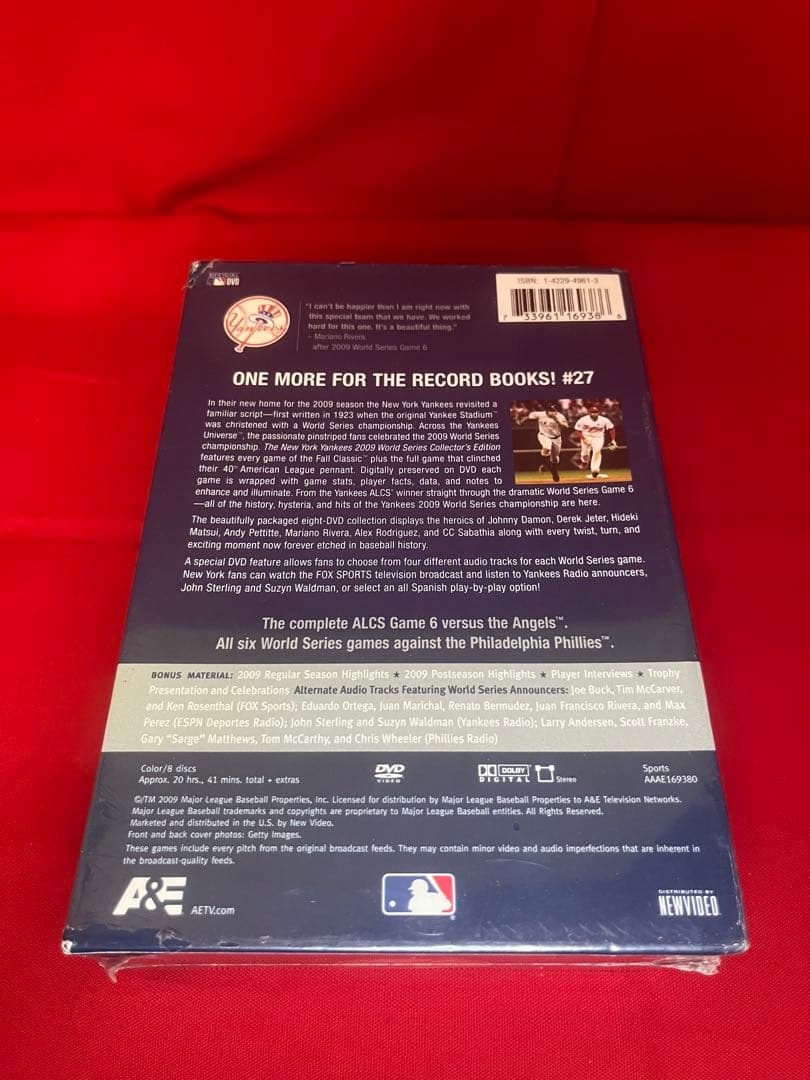 OFFICIAL
DVD
ISBN: 1-4229-4961-3
7 33961 16938 6
Yankees
"I can't be happier than I am right now with
this special team that we have. We worked
hard for this one. It's a beautiful thing."
– Mariano Rivera,
after 2009 World Series Game 6
ONE MORE FOR THE RECORD BOOKS! #27
In their new home for the 2009 season the New York Yankees revisited a
familiar script—first written in 1923 when the original Yankee Stadium™
was christened with a World Series championship. Across the Yankees
Universe™, the passionate pinstriped fans celebrated the 2009 World Series
championship. The New York Yankees 2009 World Series Collector's Edition
features every game of the Fall Classic™ plus the full game that clinched
their 40th American League pennant. Digitally preserved on DVD each
game is wrapped with game stats, player facts, data, and notes to
enhance and illuminate. From the Yankees ALCS™ winner straight through the dramatic World Series Game 6
—all of the history, hysteria, and hits of the Yankees 2009 World Series championship are here.
The beautifully packaged eight-DVD collection displays the heroics of Johnny Damon, Derek Jeter, Hideki
Matsui, Andy Pettitte, Mariano Rivera, Alex Rodriguez, and CC Sabathia along with every twist, turn, and
exciting moment now forever etched in baseball history.
A special DVD feature allows fans to choose from four different audio tracks for each World Series game.
New York fans can watch the FOX SPORTS television broadcast and listen to Yankees Radio announcers,
John Sterling and Suzyn Waldman, or select an all Spanish play-by-play option!
The complete ALCS Game 6 versus the Angels™.
All six World Series games against the Philadelphia Phillies™.
BONUS MATERIAL: 2009 Regular Season Highlights ★ 2009 Postseason Highlights ★ Player Interviews ★ Trophy
Presentation and Celebrations Alternate Audio Tracks Featuring World Series Announcers: Joe Buck, Tim McCarver,
and Ken Rosenthal (FOX Sports); Eduardo Ortega, Juan Marichal, Renato Bermudez, Juan Francisco Rivera, and Max
Perez (ESPN Deportes Radio); John Sterling and Suzyn Waldman (Yankees Radio); Larry Andersen, Scott Franzke,
Gary "Sarge" Matthews, Tom McCarthy, and Chris Wheeler (Phillies Radio)
Color/8 discs
Approx. 20 hrs., 41 mins. total + extras
DVD
VIDEO
DOLBY
DIGITAL
Stereo
Sports
AAAE169380
©/TM 2009 Major League Baseball Properties, Inc. Licensed for distribution by Major League Baseball Properties to A&E Television Networks.
Major League Baseball trademarks and copyrights are proprietary to Major League Baseball entities. All Rights Reserved.
Marketed and distributed in the U.S. by New Video.
Front and back cover photos: Getty Images.
These games include every pitch from the original broadcast feeds. They may contain minor video and audio imperfections that are inherent in
the broadcast-quality feeds.
A&E
AETV.com
DISTRIBUTED BY
NEWVIDEO